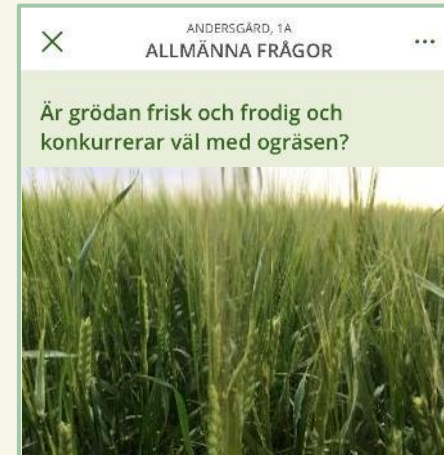 ANDERSGÅRD, 1A
ALLMÄNNA FRÅGOR
Är grödan frisk och frodig och
konkurrerar väl med ogräsen?